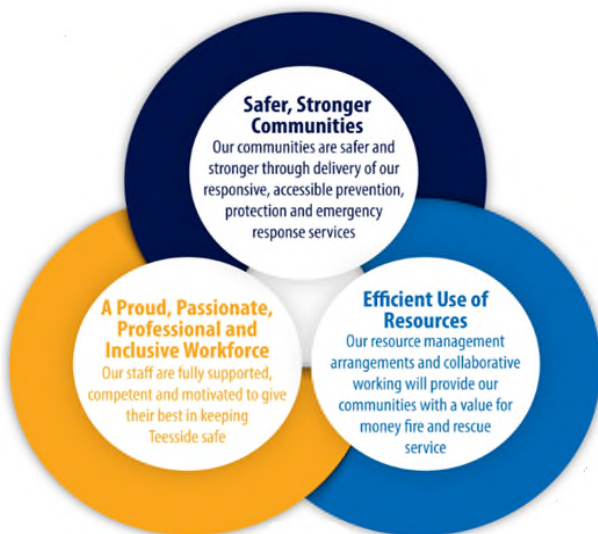 Safer, Stronger
Communities
Our communities are safer and
stronger through delivery of our
responsive, accessible prevention,
protection and emergency
response services
A Proud, Passionate,
Professional and
Inclusive Workforce
Our staff are fully supported,
competent and motivated to give
their best in keeping
Teesside safe
Efficient Use of
Resources
Our resource management
arrangements and collaborative
working will provide our
communities with a value for
money fire and rescue
service